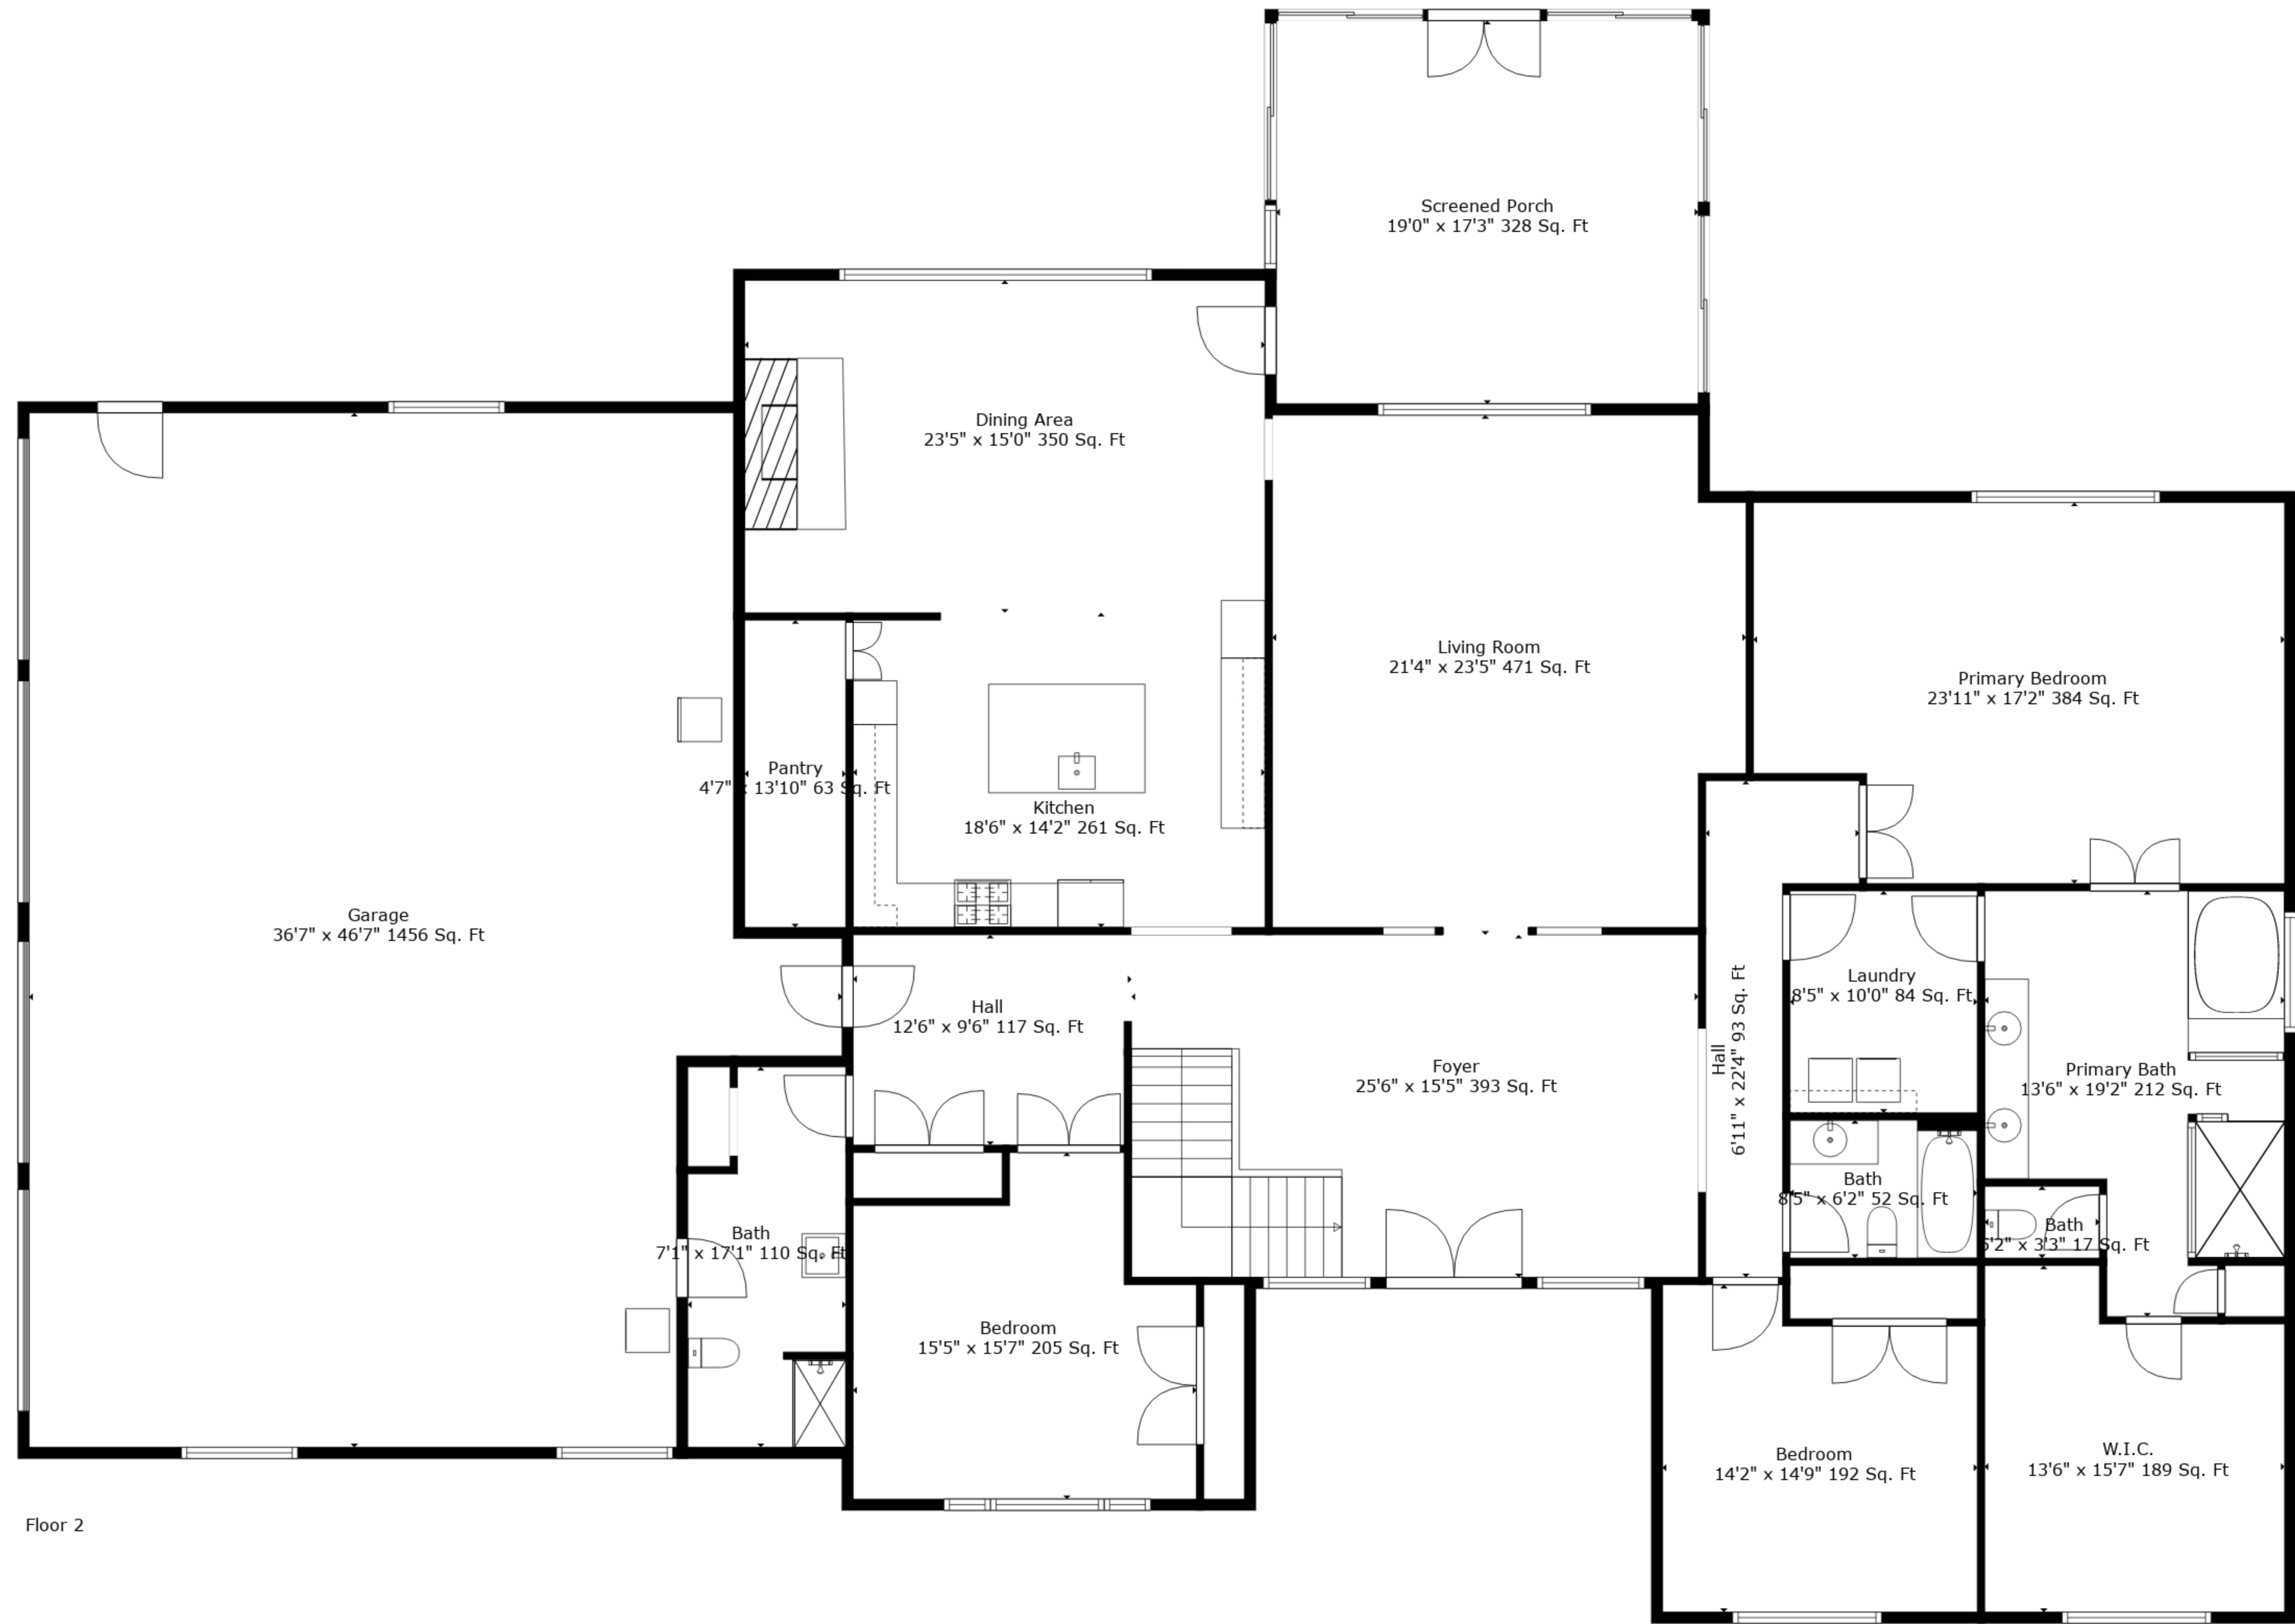 Screened Porch
19'0" x 17'3" 328 Sq. Ft
Dining Area
23'5" x 15'0" 350 Sq. Ft
Living Room
21'4" x 23'5" 471 Sq. Ft
Primary Bedroom
23'11" x 17'2" 384 Sq. Ft
Pantry
4'7" x 13'10" 63 Sq. Ft
Kitchen
18'6" x 14'2" 261 Sq. Ft
Garage
36'7" x 46'7" 1456 Sq. Ft
Hall
12'6" x 9'6" 117 Sq. Ft
Foyer
25'6" x 15'5" 393 Sq. Ft
Hall
6'11" x 22'4" 93 Sq. Ft
Laundry
8'5" x 10'0" 84 Sq. Ft
Primary Bath
13'6" x 19'2" 212 Sq. Ft
Bath
8'5" x 6'2" 52 Sq. Ft
Bath
5'2" x 3'3" 17 Sq. Ft
Bath
7'1" x 17'1" 110 Sq. Ft
Bedroom
15'5" x 15'7" 205 Sq. Ft
Bedroom
14'2" x 14'9" 192 Sq. Ft
W.I.C.
13'6" x 15'7" 189 Sq. Ft
Floor 2